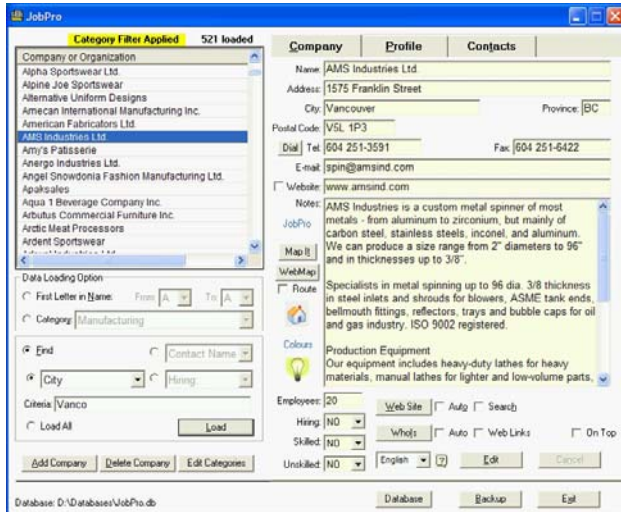 JobPro
Category Filter Applied 521 loaded
Company or Organization
Alpha Sportswear Ltd.
Alpine Joe Sportswear
Alternative Uniform Designs
Amecan International Manufacturing Inc.
American Fabricators Ltd.
AMS Industries Ltd.
Amy's Patisserie
Anergo Industries Ltd.
Angel Snowdonia Fashion Manufacturing Ltd.
Apaksales
Aqua 1 Beverage Company Inc.
Arbutus Commercial Furniture Inc.
Arctic Meat Processors
Ardent Sportswear
Data Loading Option
First Letter in Name: From A To A
Category Manufacturing
Find Contact Name
City Hiring:
Criteria: Vanco
Load All Load
Add Company Delete Company Edit Categories
Database: D:\Databases\JobPro.db
Company Profile Contacts
Name: AMS Industries Ltd.
Address: 1575 Franklin Street
City: Vancouver Province: BC
Postal Code: V5L 1P3
Dial Tel: 604 251-3591 Fax: 604 251-6422
E-mail: spin@amsind.com
Website: www.amsind.com
Notes:
JobPro
Map It
WebMap
Route
Colours
AMS Industries is a custom metal spinner of most
metals - from aluminum to zirconium, but mainly of
carbon steel, stainless steels, inconel, and aluminum.
We can produce a size range from 2" diameters to 96"
and in thicknesses up to 3/8".
Specialists in metal spinning up to 96 dia. 3/8 thickness
in steel inlets and shrouds for blowers, ASME tank ends,
bellmouth fittings, reflectors, trays and bubble caps for oil
and gas industry. ISO 9002 registered.
Production Equipment
Our equipment includes heavy-duty lathes for heavy
materials, manual lathes for lighter and low-volume parts,
Employees: 20 Web Site Auto Search
Hiring: NO WhoIs Auto Web Links On Top
Skilled: NO
Unskilled: NO English ? Edit Cancel
Database Backup Exit